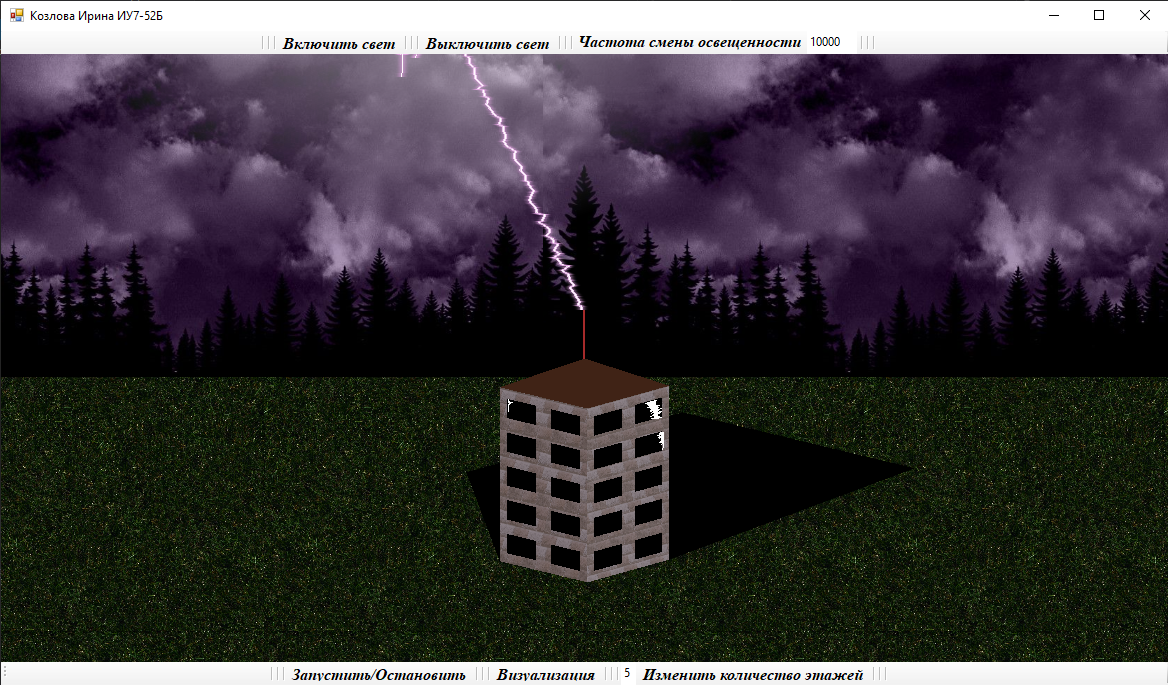 Козлова Ирина ИУ7-52Б
Включить свет Выключить свет Частота смены освещенности 10000
Запустить/Остановить Визуализация 5 Изменить количество этажей